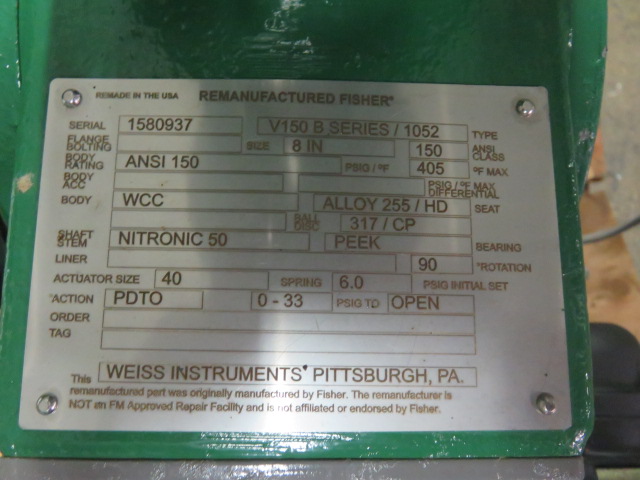 REMADE IN THE USA REMANUFACTURED FISHER®
SERIAL 1580937 V150 B SERIES / 1052 TYPE
FLANGE BOLTING SIZE 8 IN 150 ANSI CLASS
BODY RATING ANSI 150 PSIG / °F 405 °F MAX
BODY ACC PSIG / °F MAX DIFFERENTIAL
BODY WCC ALLOY 255 / HD SEAT
BALL DISC 317 / CP
SHAFT STEM NITRONIC 50 PEEK BEARING
LINER 90 °ROTATION
ACTUATOR SIZE 40 SPRING 6.0 PSIG INITIAL SET
ACTION PDTO 0 - 33 PSIG TO OPEN
ORDER
TAG
This WEISS INSTRUMENTS' PITTSBURGH, PA.
remanufactured part was originally manufactured by Fisher. The remanufacturer is
NOT an FM Approved Repair Facility and is not affiliated or endorsed by Fisher.